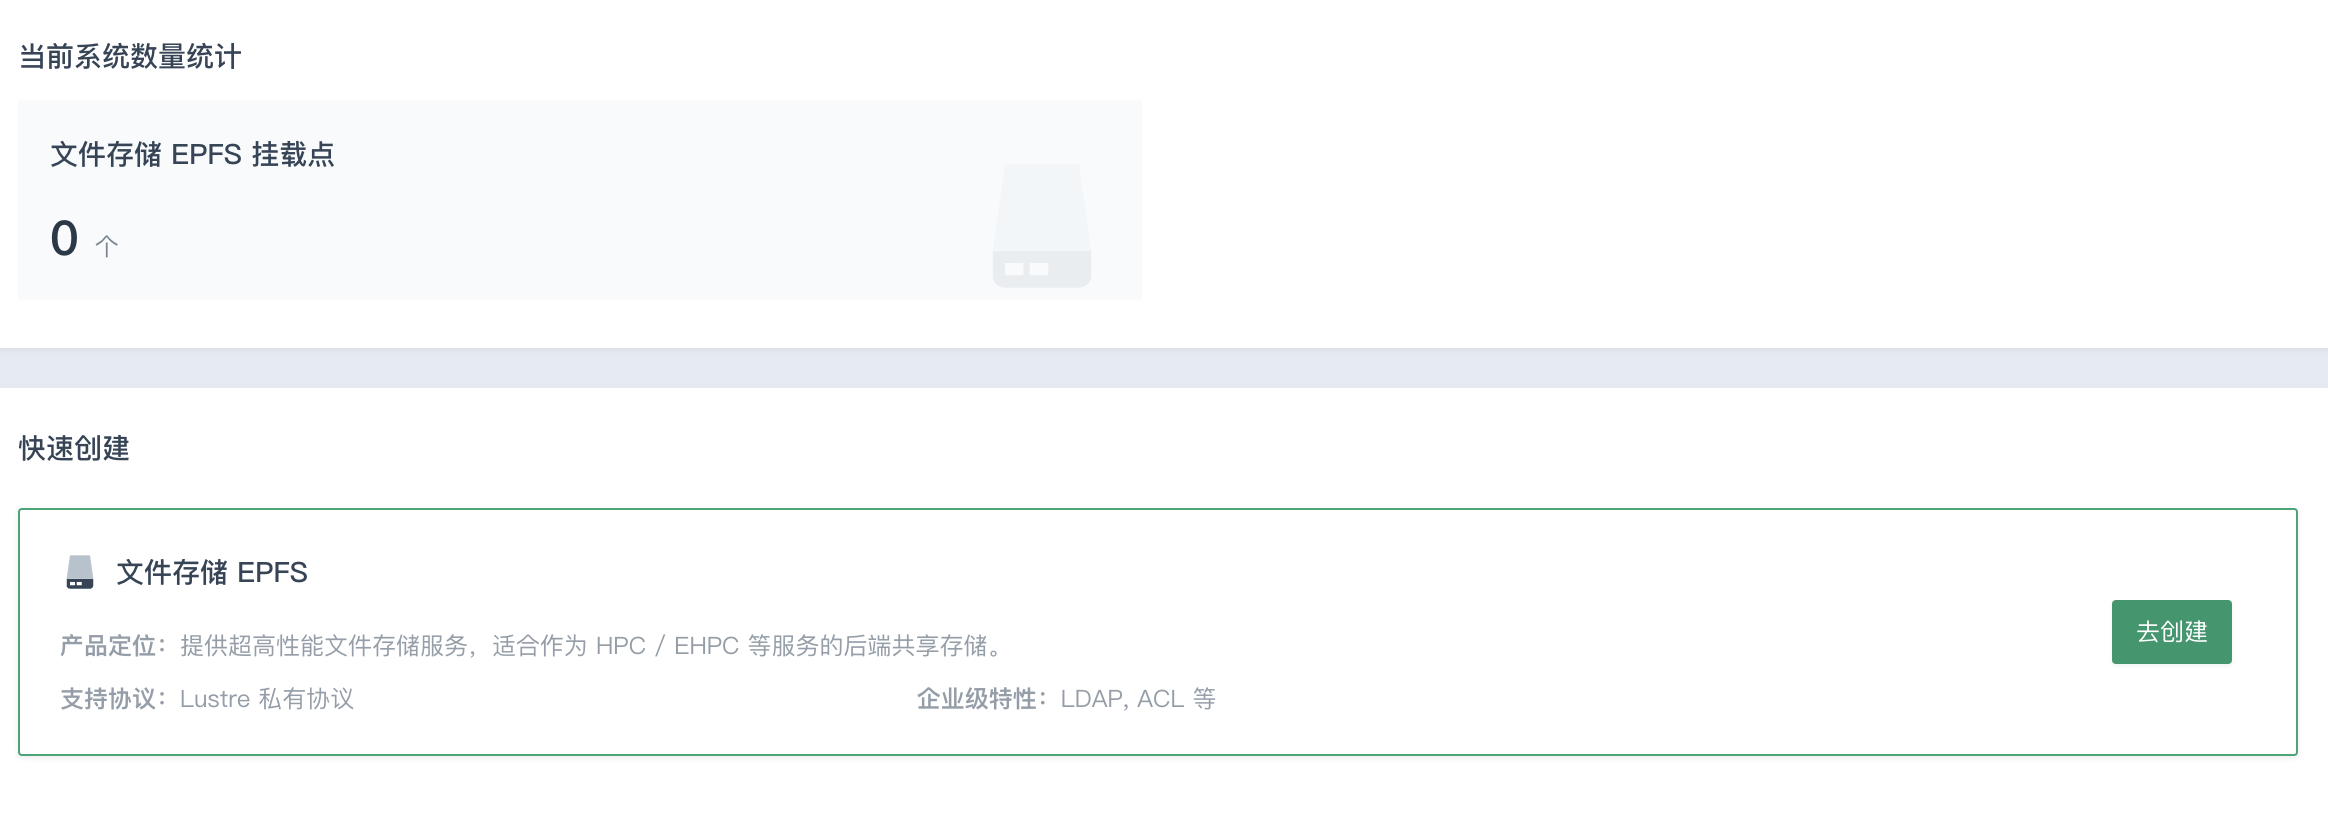 当前系统数量统计
文件存储 EPFS 挂载点
0 个
快速创建
文件存储 EPFS
产品定位：提供超高性能文件存储服务，适合作为 HPC / EHPC 等服务的后端共享存储。
去创建
支持协议：Lustre 私有协议 企业级特性：LDAP, ACL 等